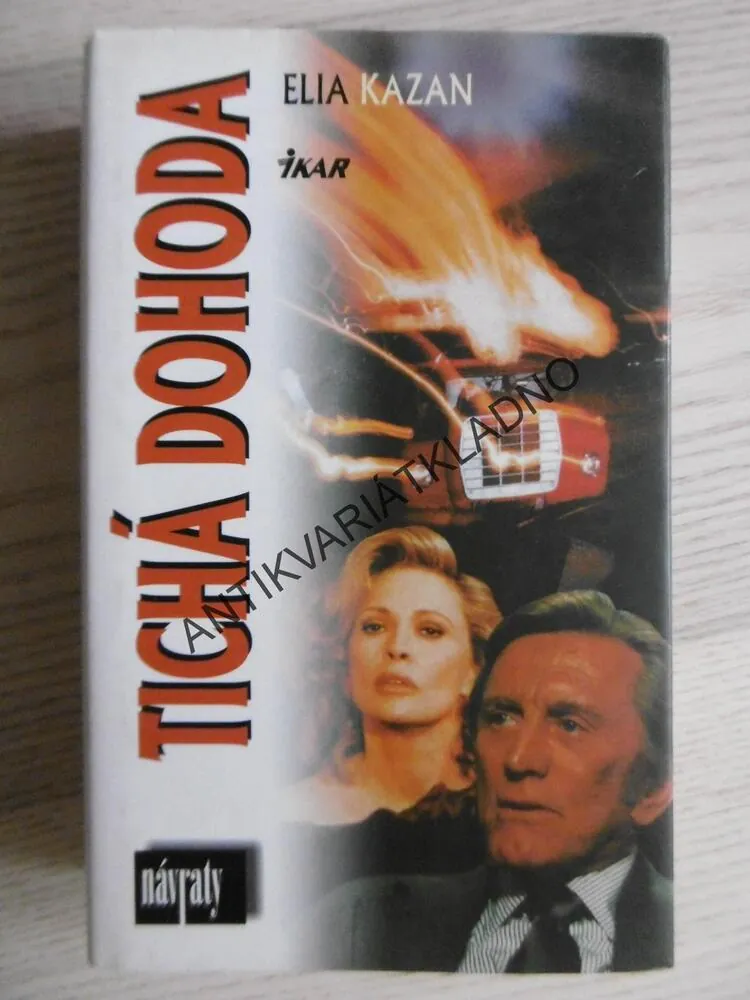 ELIA KAZAN
iKAR
TICHÁ DOHODA
ANTIKVARIÁTKLADNO
návraty